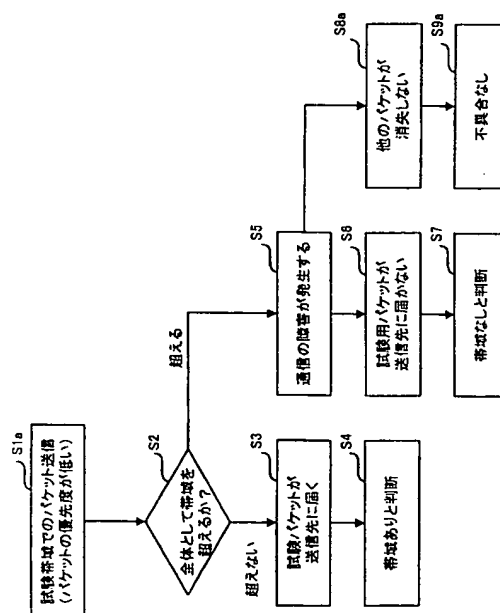 S1a
試験帯域でのパケット送信
(パケットの優先度が低い)
S2
全体として帯域を
超えるか?
超える
超えない
S3
試験パケットが
送信先に届く
S4
帯域ありと判断
S5
通信の障害が発生する
S6
試験用パケットが
送信先に届かない
S7
帯域なしと判断
S8a
他のパケットが
消失しない
S9a
不具合なし